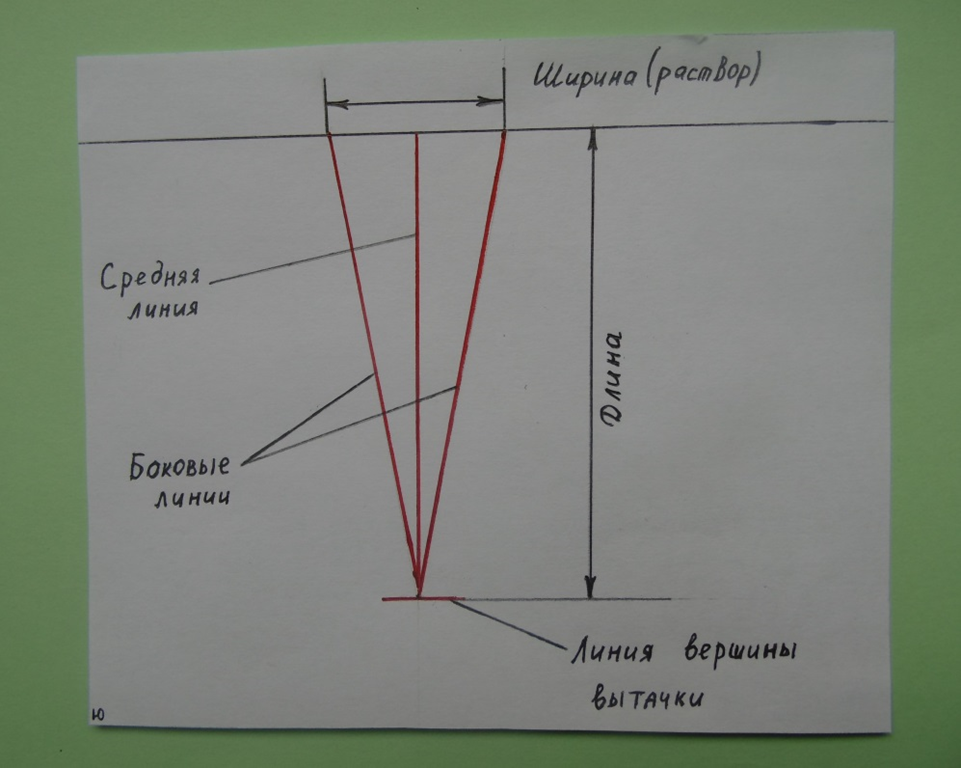 Ширина (раствор)
Средняя
линия
Длина
Боковые
линии
Линия вершины
вытачки
Ю